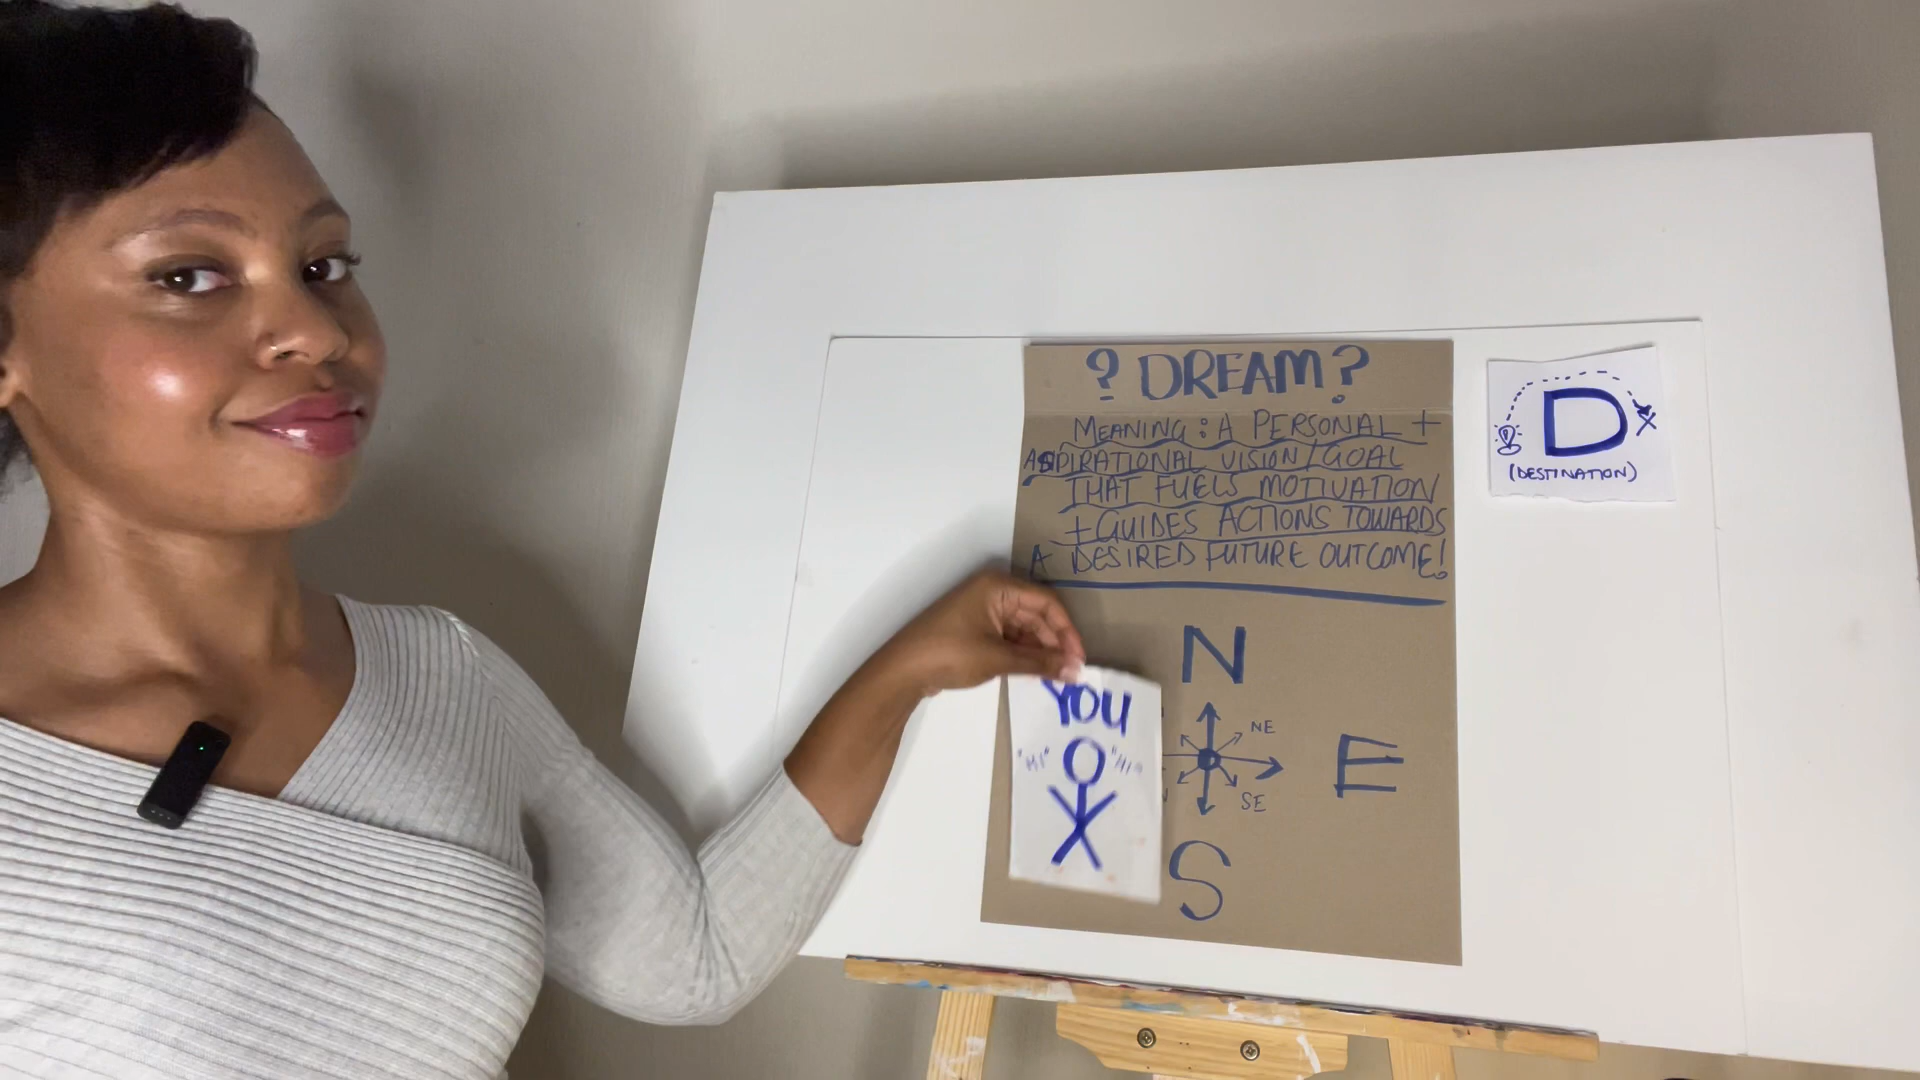 ? DREAM?
MEANING: A PERSONAL +
ASPIRATIONAL VISION/GOAL
THAT FUELS MOTIVATION
+ GUIDES ACTIONS TOWARDS
A DESIRED FUTURE OUTCOME!
D
X
(DESTINATION)
N
NE
E
SE
S
YOU
"HI" "HI"